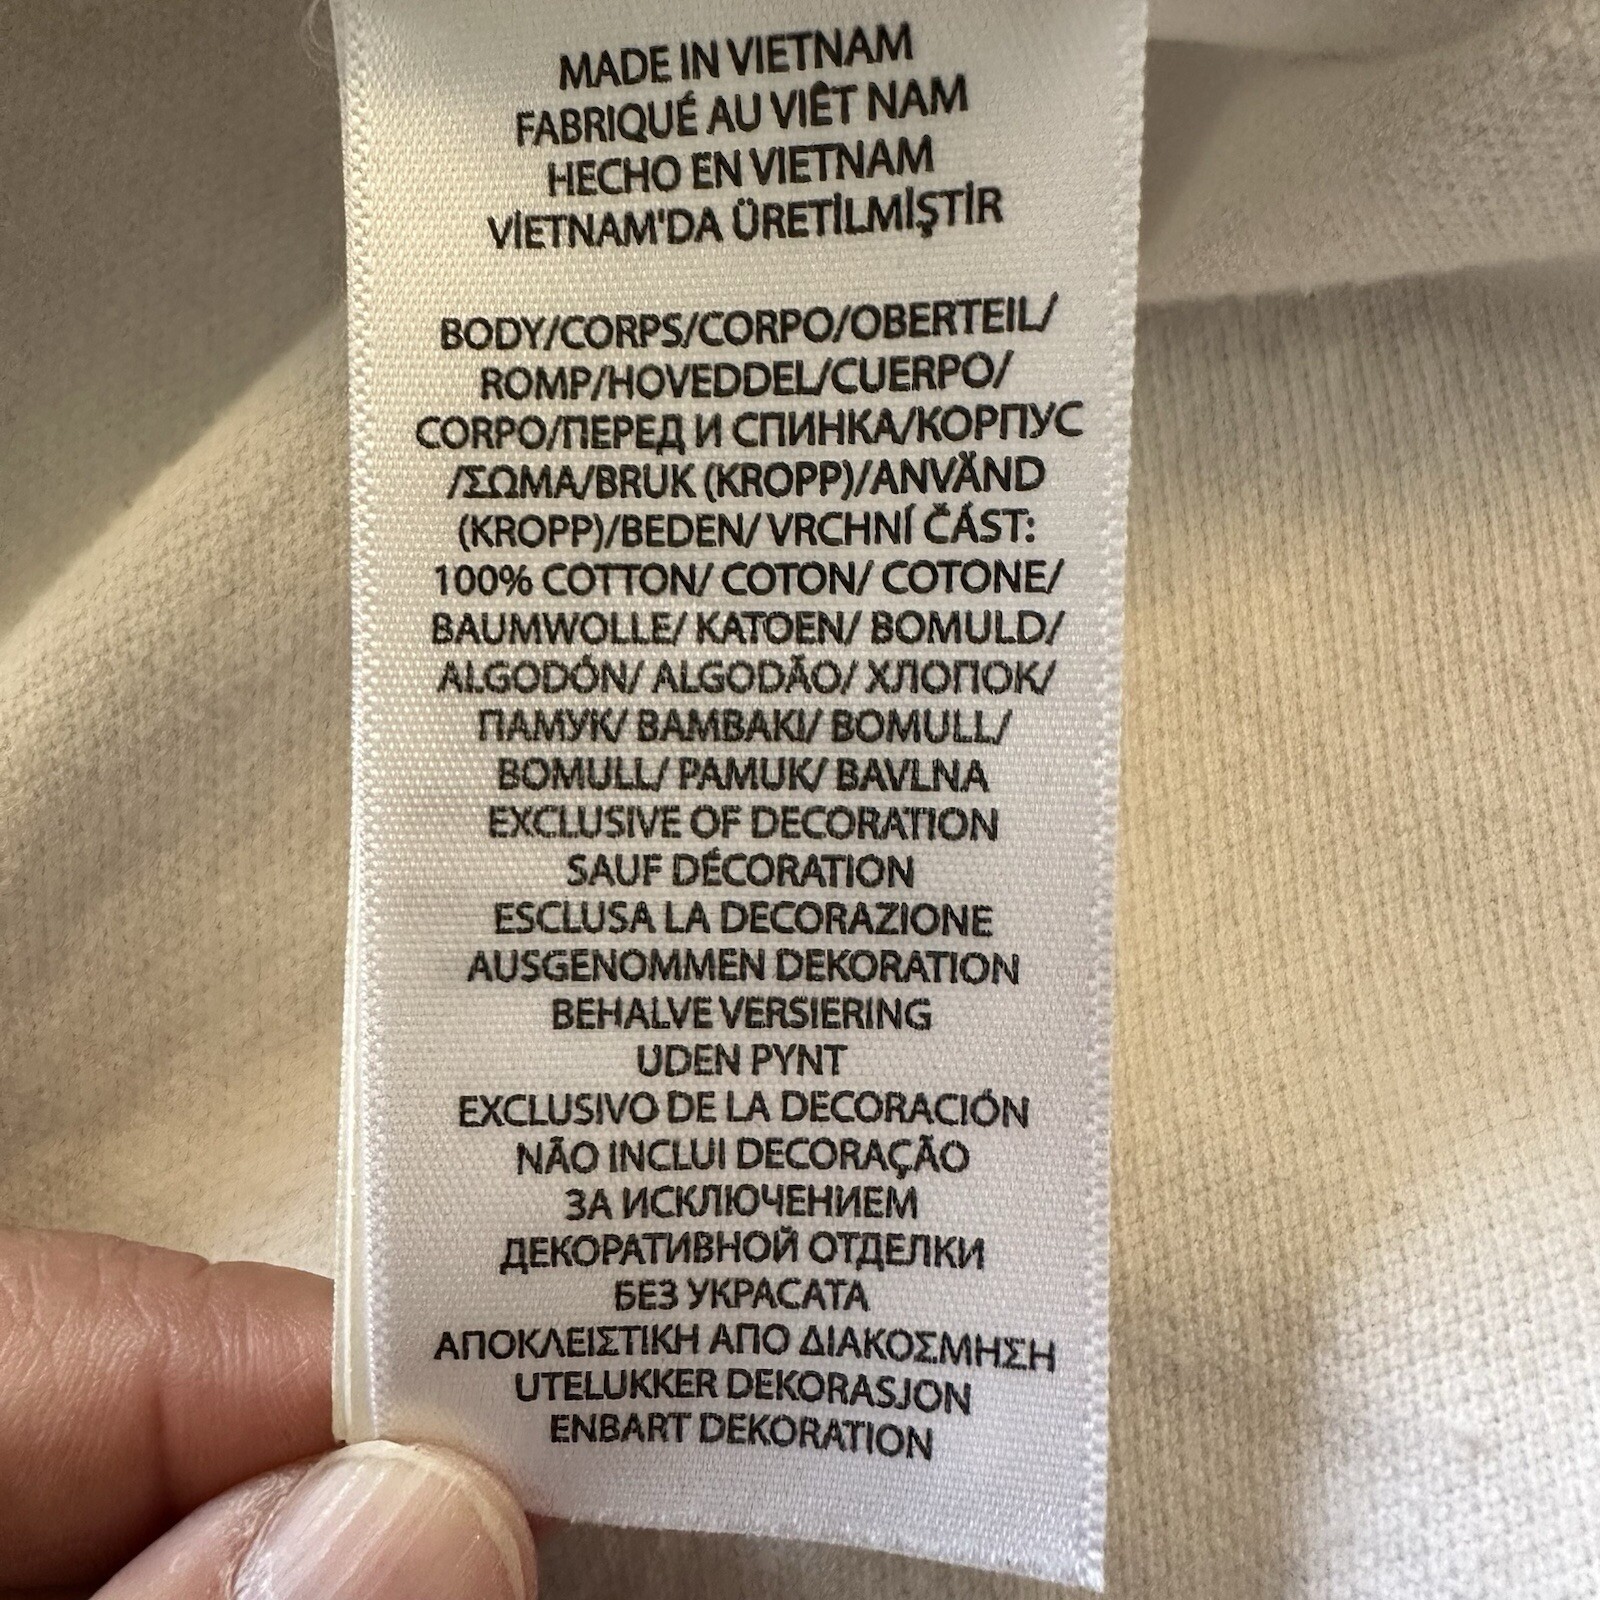 MADE IN VIETNAM
FABRIQUÉ AU VIÊT NAM
HECHO EN VIETNAM
VİETNAM'DA ÜRETİLMİŞTİR
BODY/CORPS/CORPO/OBERTEIL/
ROMP/HOVEDDEL/CUERPO/
CORPO/ПЕРЕД И СПИНКА/КОРПУС
/ΣΩΜΑ/BRUK (KROPP)/ANVÄND
(KROPP)/BEDEN/ VRCHNÍ ČÁST:
100% COTTON/ COTON/ COTONE/
BAUMWOLLE/ KATOEN/ BOMULD/
ALGODÓN/ ALGODÃO/ ХЛОПОК/
ПАМУК/ ΒΑΜΒΑΚΙ/ BOMULL/
BOMULL/ PAMUK/ BAVLNA
EXCLUSIVE OF DECORATION
SAUF DÉCORATION
ESCLUSA LA DECORAZIONE
AUSGENOMMEN DEKORATION
BEHALVE VERSIERING
UDEN PYNT
EXCLUSIVO DE LA DECORACIÓN
NÃO INCLUI DECORAÇÃO
ЗА ИСКЛЮЧЕНИЕМ
ДЕКОРАТИВНОЙ ОТДЕЛКИ
БЕЗ УКРАСАТА
ΑΠΟΚΛΕΙΣΤΙΚΗ ΑΠΟ ΔΙΑΚΟΣΜΗΣΗ
UTELUKKER DEKORASJON
ENBART DEKORATION